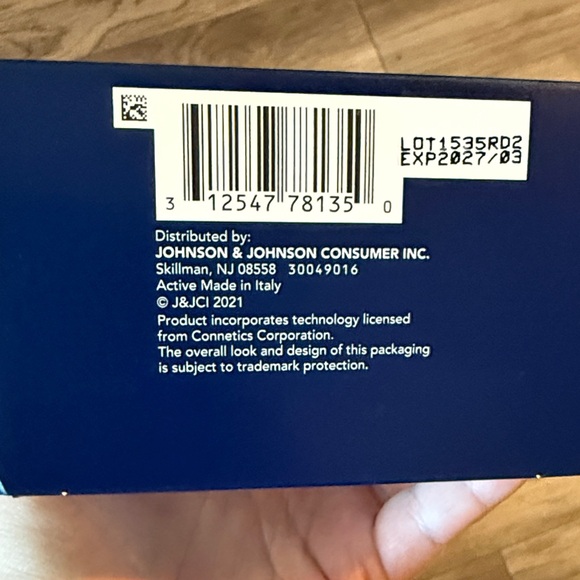 LOT1535RD2
EXP2027/03
3 12547 78135 0
Distributed by:
JOHNSON & JOHNSON CONSUMER INC.
Skillman, NJ 08558 30049016
Active Made in Italy
© J&JCI 2021
Product incorporates technology licensed
from Connetics Corporation.
The overall look and design of this packaging
is subject to trademark protection.